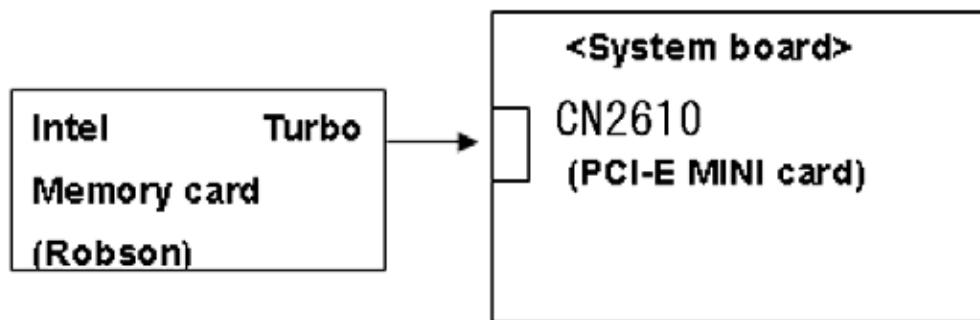 Intel Turbo
Memory card
(Robson)
<System board>
CN2610
(PCI-E MINI card)